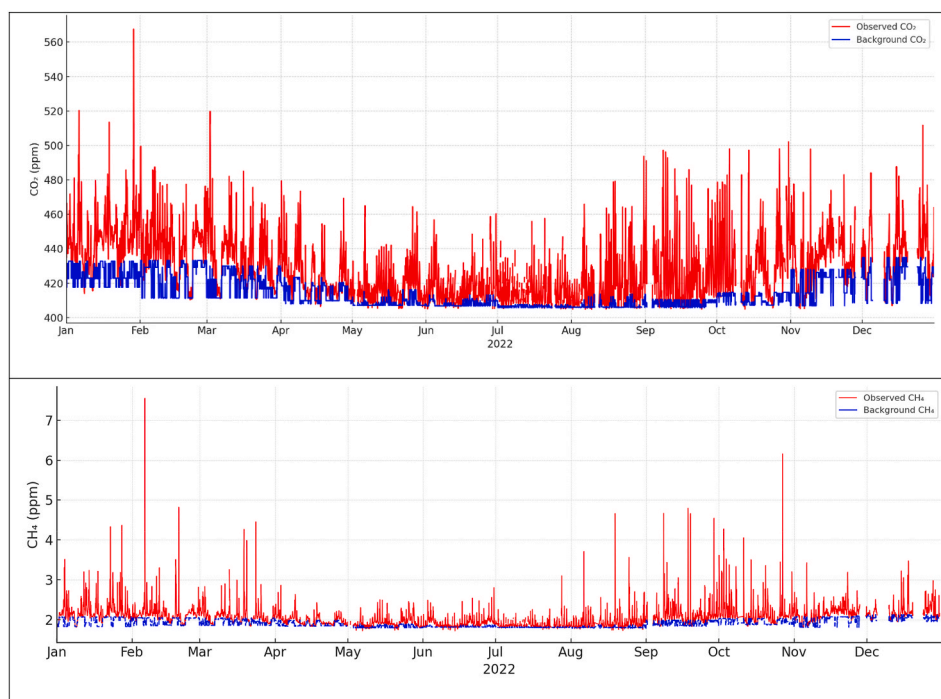 Observed CO₂
Background CO₂
560
540
520
500
480
460
440
420
400
CO₂ (ppm)
Jan Feb Mar Apr May Jun Jul Aug Sep Oct Nov Dec
2022
Observed CH₄
Background CH₄
7
6
5
4
3
2
CH₄ (ppm)
Jan Feb Mar Apr May Jun Jul Aug Sep Oct Nov Dec
2022